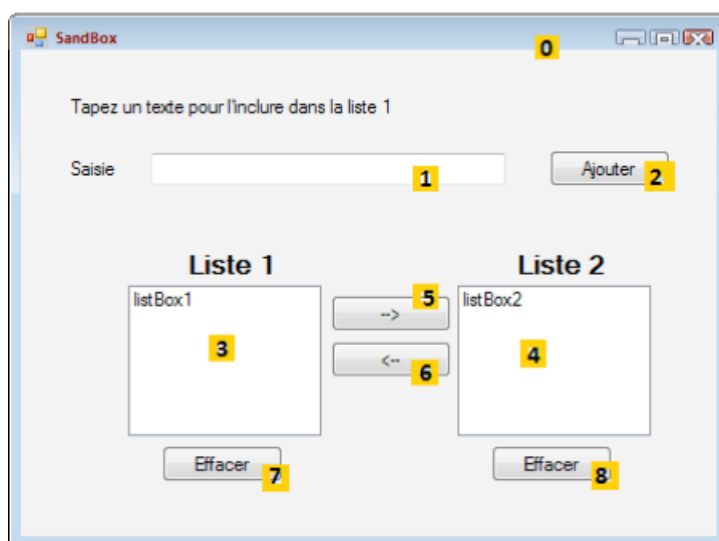 SandBox 0
Tapez un texte pour l'inclure dans la liste 1
Saisie 1 Ajouter 2
Liste 1 Liste 2
listBox1 --> 5 listBox2
3 <-- 6 4
Effacer 7 Effacer 8